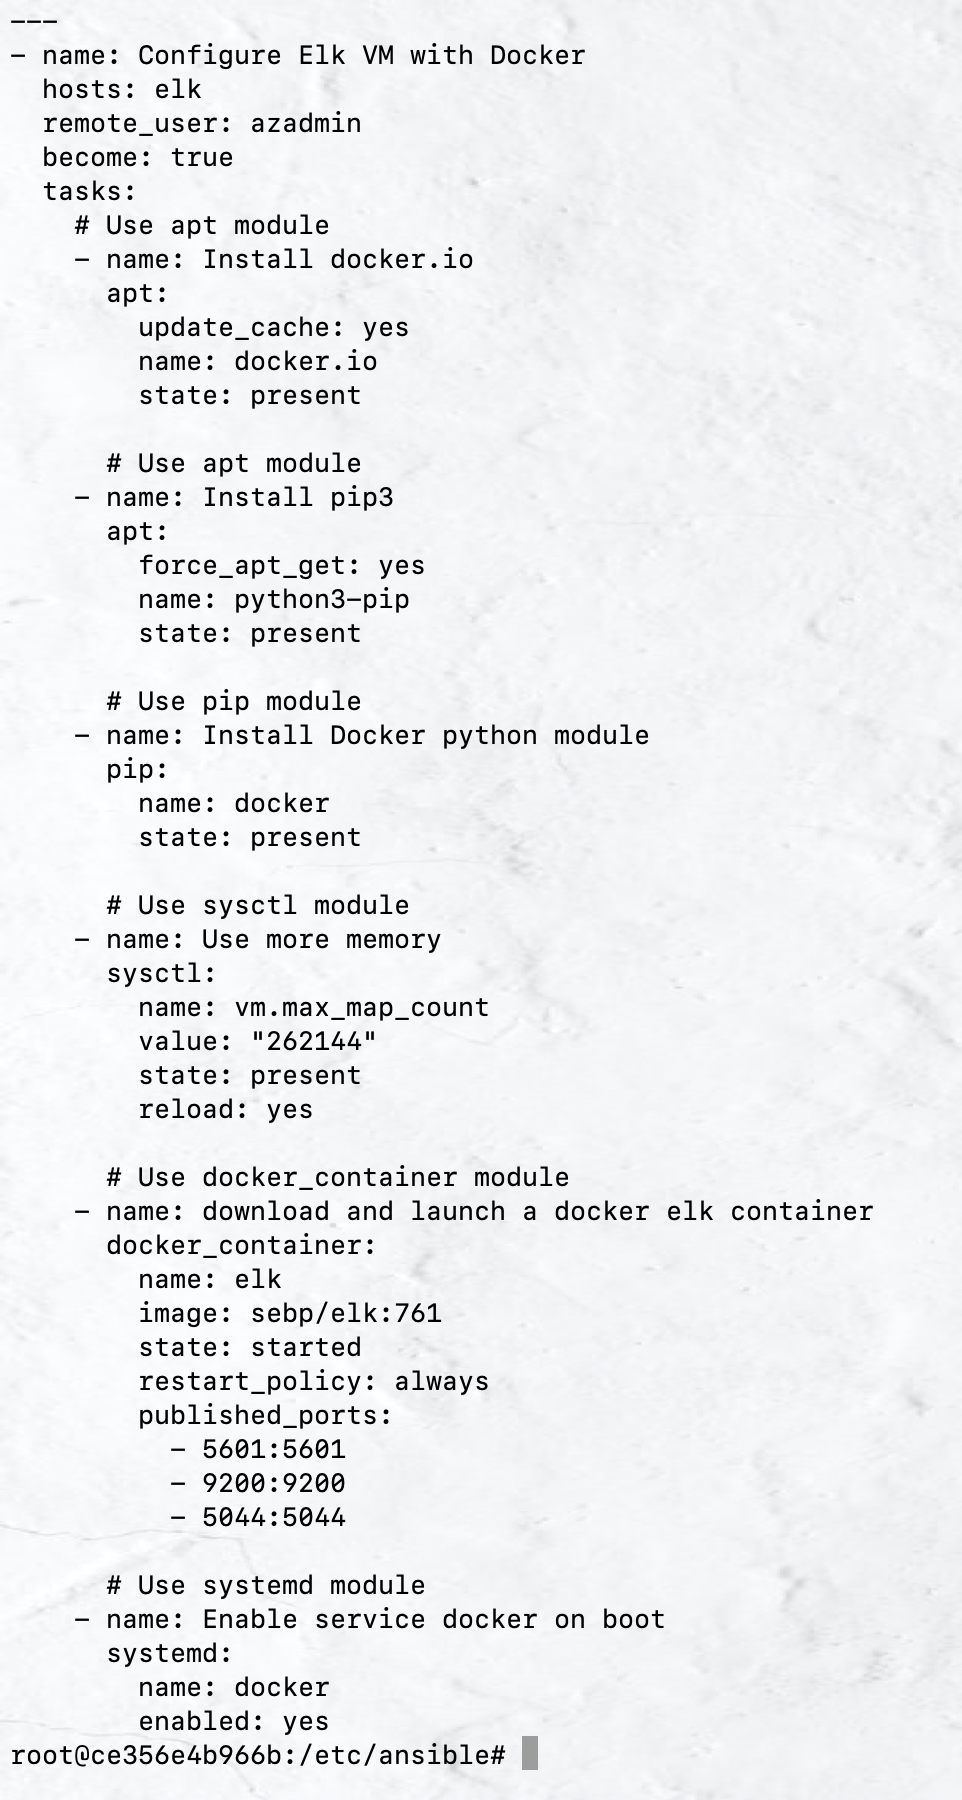 ---
- name: Configure Elk VM with Docker
  hosts: elk
  remote_user: azadmin
  become: true
  tasks:
    # Use apt module
    - name: Install docker.io
      apt:
        update_cache: yes
        name: docker.io
        state: present

      # Use apt module
    - name: Install pip3
      apt:
        force_apt_get: yes
        name: python3-pip
        state: present

      # Use pip module
    - name: Install Docker python module
      pip:
        name: docker
        state: present

      # Use sysctl module
    - name: Use more memory
      sysctl:
        name: vm.max_map_count
        value: "262144"
        state: present
        reload: yes

      # Use docker_container module
    - name: download and launch a docker elk container
      docker_container:
        name: elk
        image: sebp/elk:761
        state: started
        restart_policy: always
        published_ports:
          - 5601:5601
          - 9200:9200
          - 5044:5044

      # Use systemd module
    - name: Enable service docker on boot
      systemd:
        name: docker
        enabled: yes
root@ce356e4b966b:/etc/ansible#